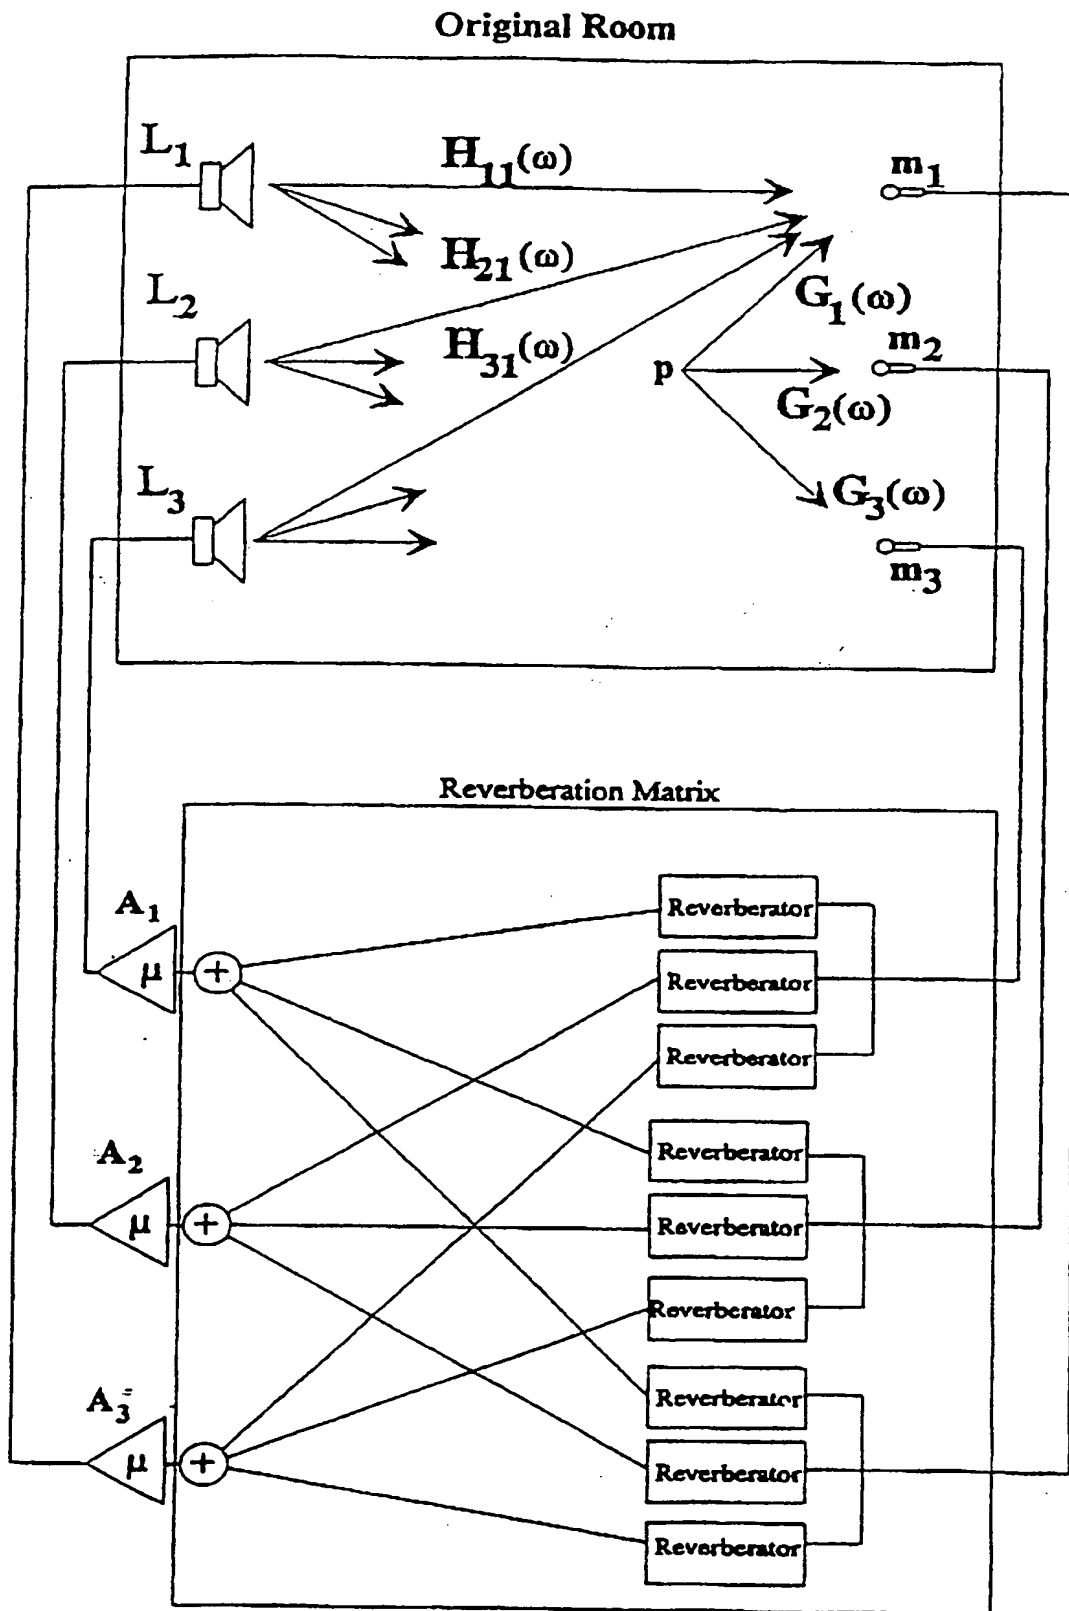 Original Room
L1
H11(ω)
m1
H21(ω)
L2
G1(ω)
H31(ω)
m2
p
G2(ω)
L3
G3(ω)
m3
Reverberation Matrix
A1
μ
+
Reverberator
Reverberator
Reverberator
A2
μ
+
Reverberator
Reverberator
Reverberator
A3
μ
+
Reverberator
Reverberator
Reverberator